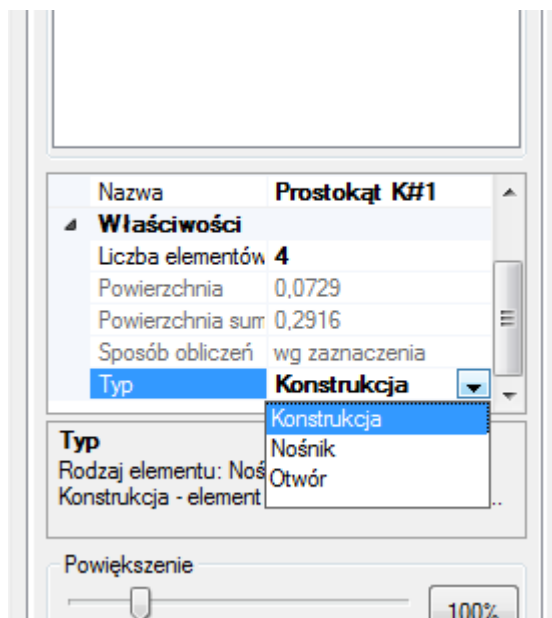 Nazwa Prostokąt K#1
Właściwości
Liczba elementów 4
Powierzchnia 0,0729
Powierzchnia sum 0,2916
Sposób obliczeń wg zaznaczenia
Typ Konstrukcja
Konstrukcja
Nośnik
Otwór
Typ
Rodzaj elementu: Noś
Konstrukcja - element ..
Powiększenie
100%